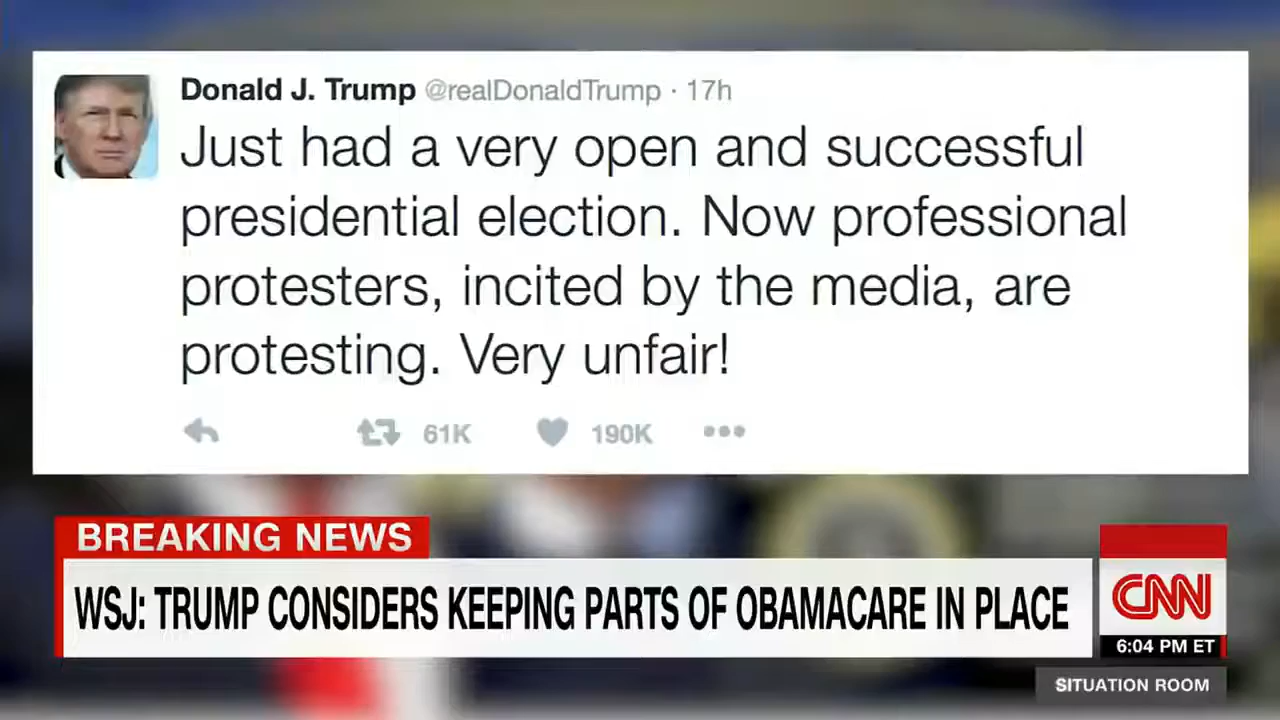 Donald J. Trump @realDonaldTrump · 17h
Just had a very open and successful
presidential election. Now professional
protesters, incited by the media, are
protesting. Very unfair!
61K 190K •••
BREAKING NEWS
WSJ: TRUMP CONSIDERS KEEPING PARTS OF OBAMACARE IN PLACE
CNN
6:04 PM ET
SITUATION ROOM